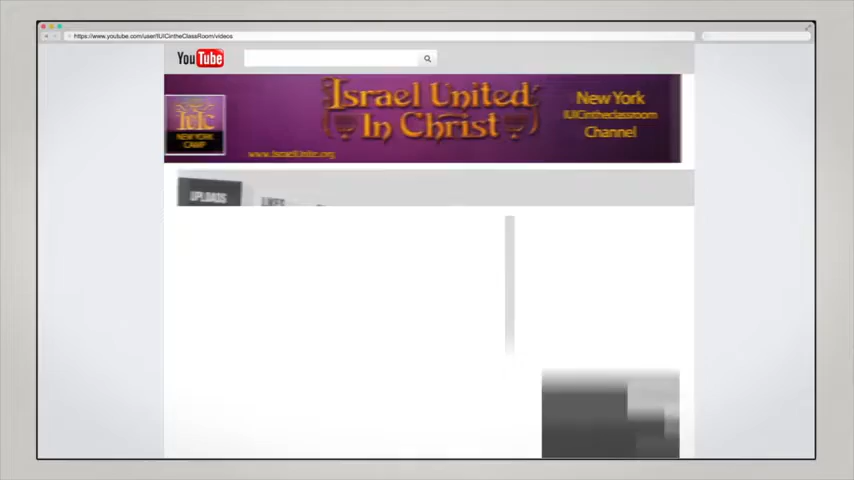 https://www.youtube.com/user/IUICintheClassRoom/videos
YouTube
Israel United
In Christ
New York
IUICintheclassroom
Channel
IUIC
NEW YORK
CAMP
www.IsraelUnite.org
UPLOADS
LIKES